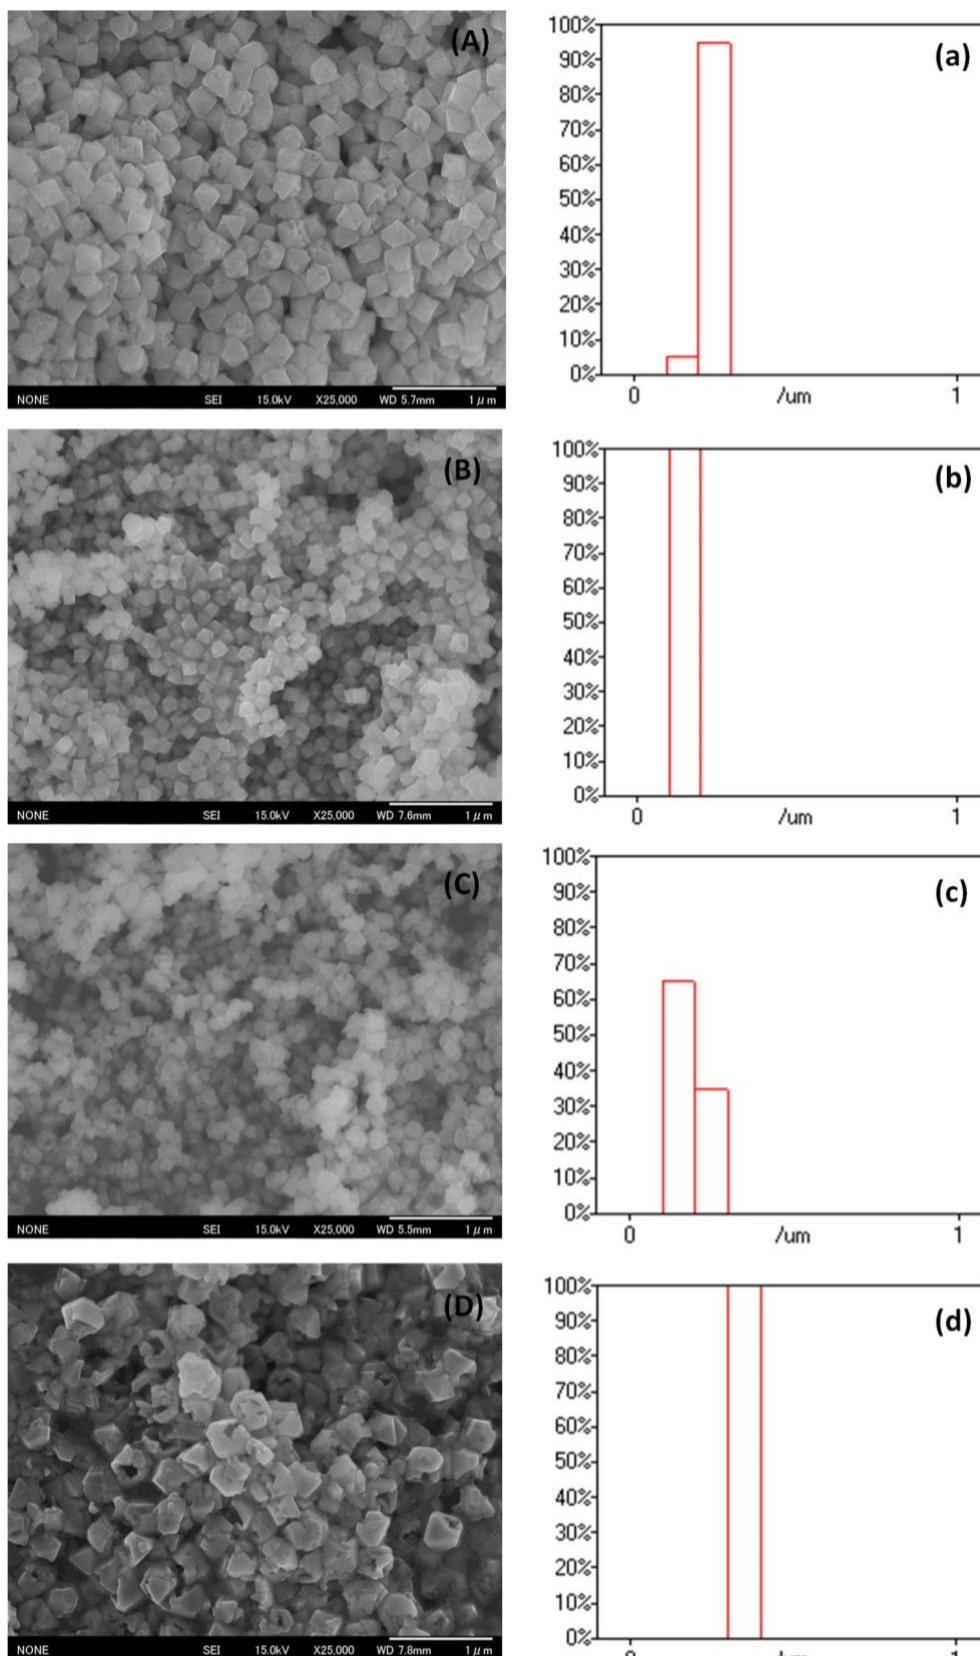 (A)
NONE SEI 15.0kV X25,000 WD 5.7mm 1 μm
(a)
100%
90%
80%
70%
60%
50%
40%
30%
20%
10%
0%
0 /um 1
(B)
NONE SEI 15.0kV X25,000 WD 7.6mm 1 μm
(b)
100%
90%
80%
70%
60%
50%
40%
30%
20%
10%
0%
0 /um 1
(C)
NONE SEI 15.0kV X25,000 WD 5.5mm 1 μm
(c)
100%
90%
80%
70%
60%
50%
40%
30%
20%
10%
0%
0 /um 1
(D)
NONE SEI 15.0kV X25,000 WD 7.8mm 1 μm
(d)
100%
90%
80%
70%
60%
50%
40%
30%
20%
10%
0%